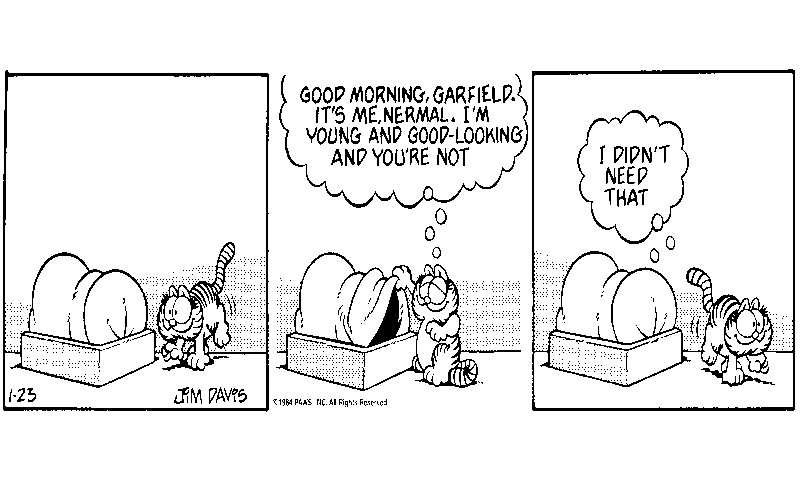 1-23
JIM DAVIS
GOOD MORNING, GARFIELD.
IT'S ME, NERMAL. I'M
YOUNG AND GOOD-LOOKING
AND YOU'RE NOT
© 1984 PAWS, INC. All Rights Reserved
I DIDN'T
NEED
THAT